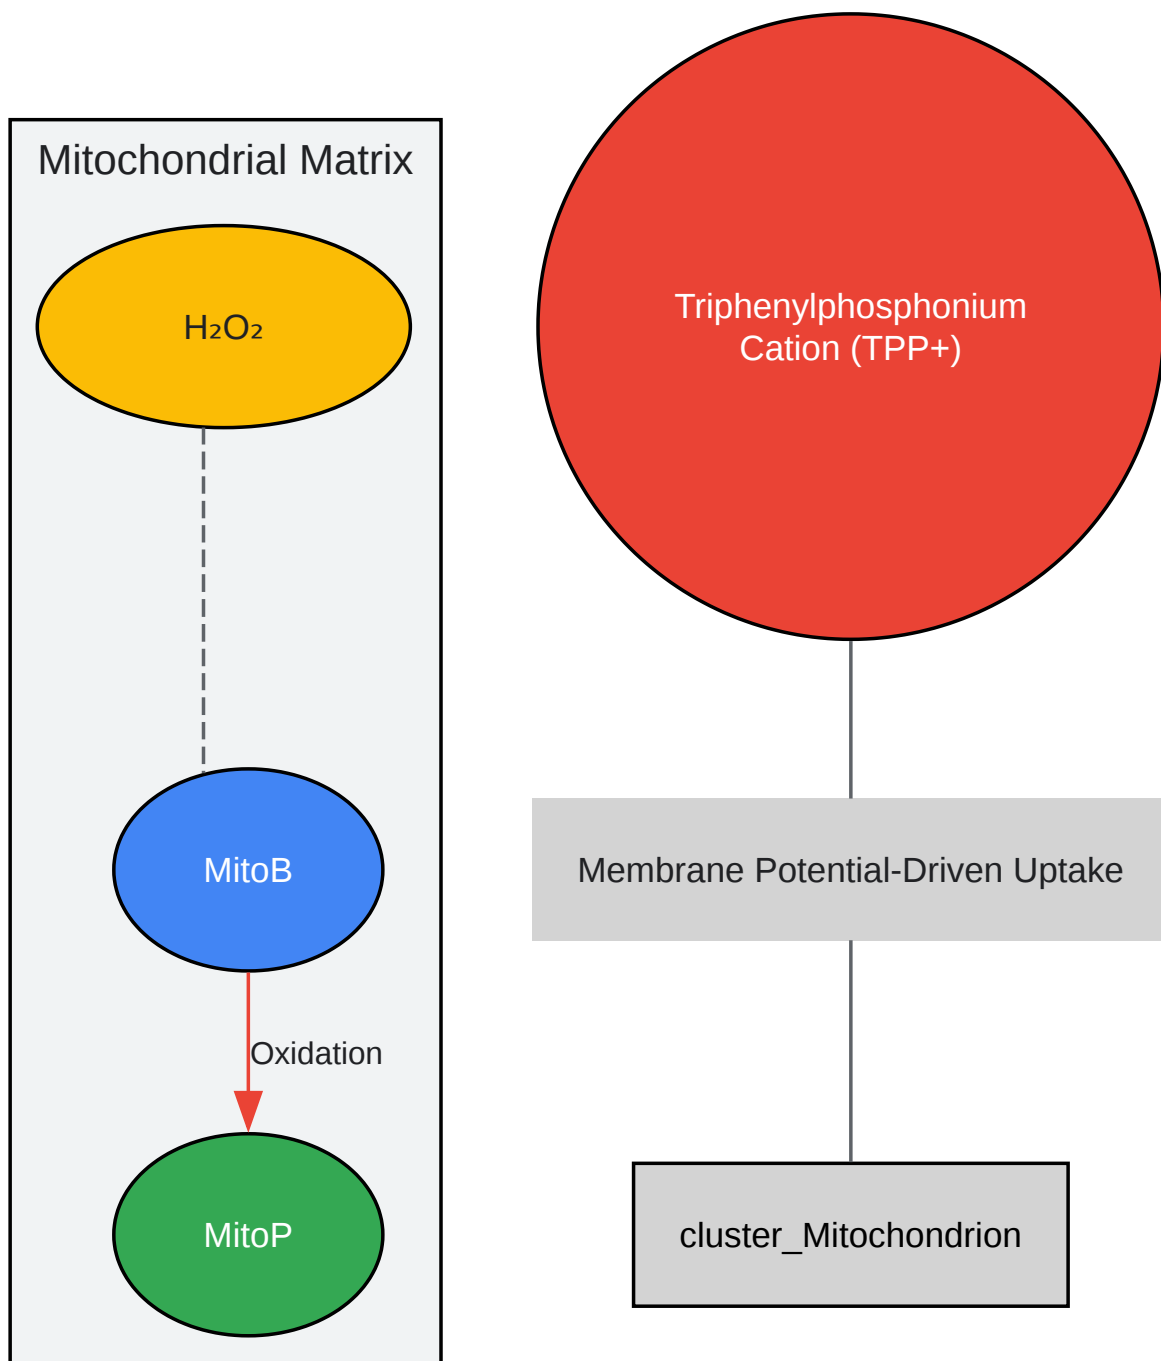 Mitochondrial Matrix
H₂O₂
MitoB
Oxidation
MitoP
Triphenylphosphonium
Cation (TPP+)
Membrane Potential-Driven Uptake
cluster_Mitochondrion